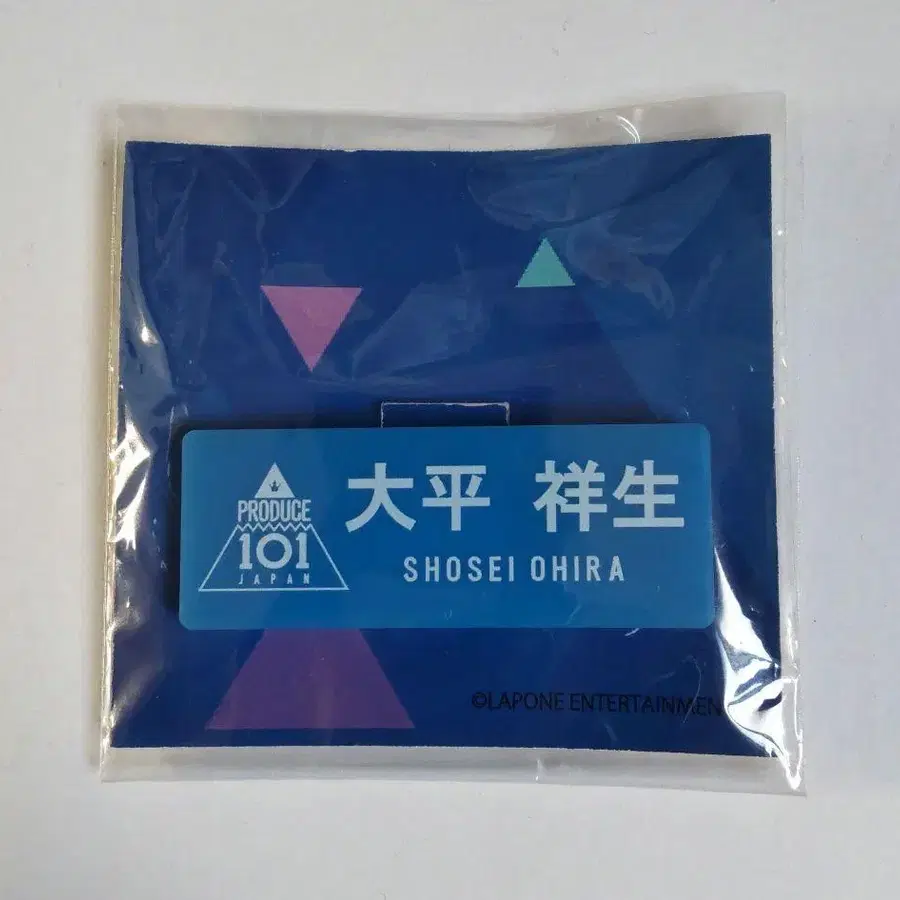 PRODUCE
101
JAPAN
大平 祥生
SHOSEI OHIRA
©LAPONE ENTERTAINMEN